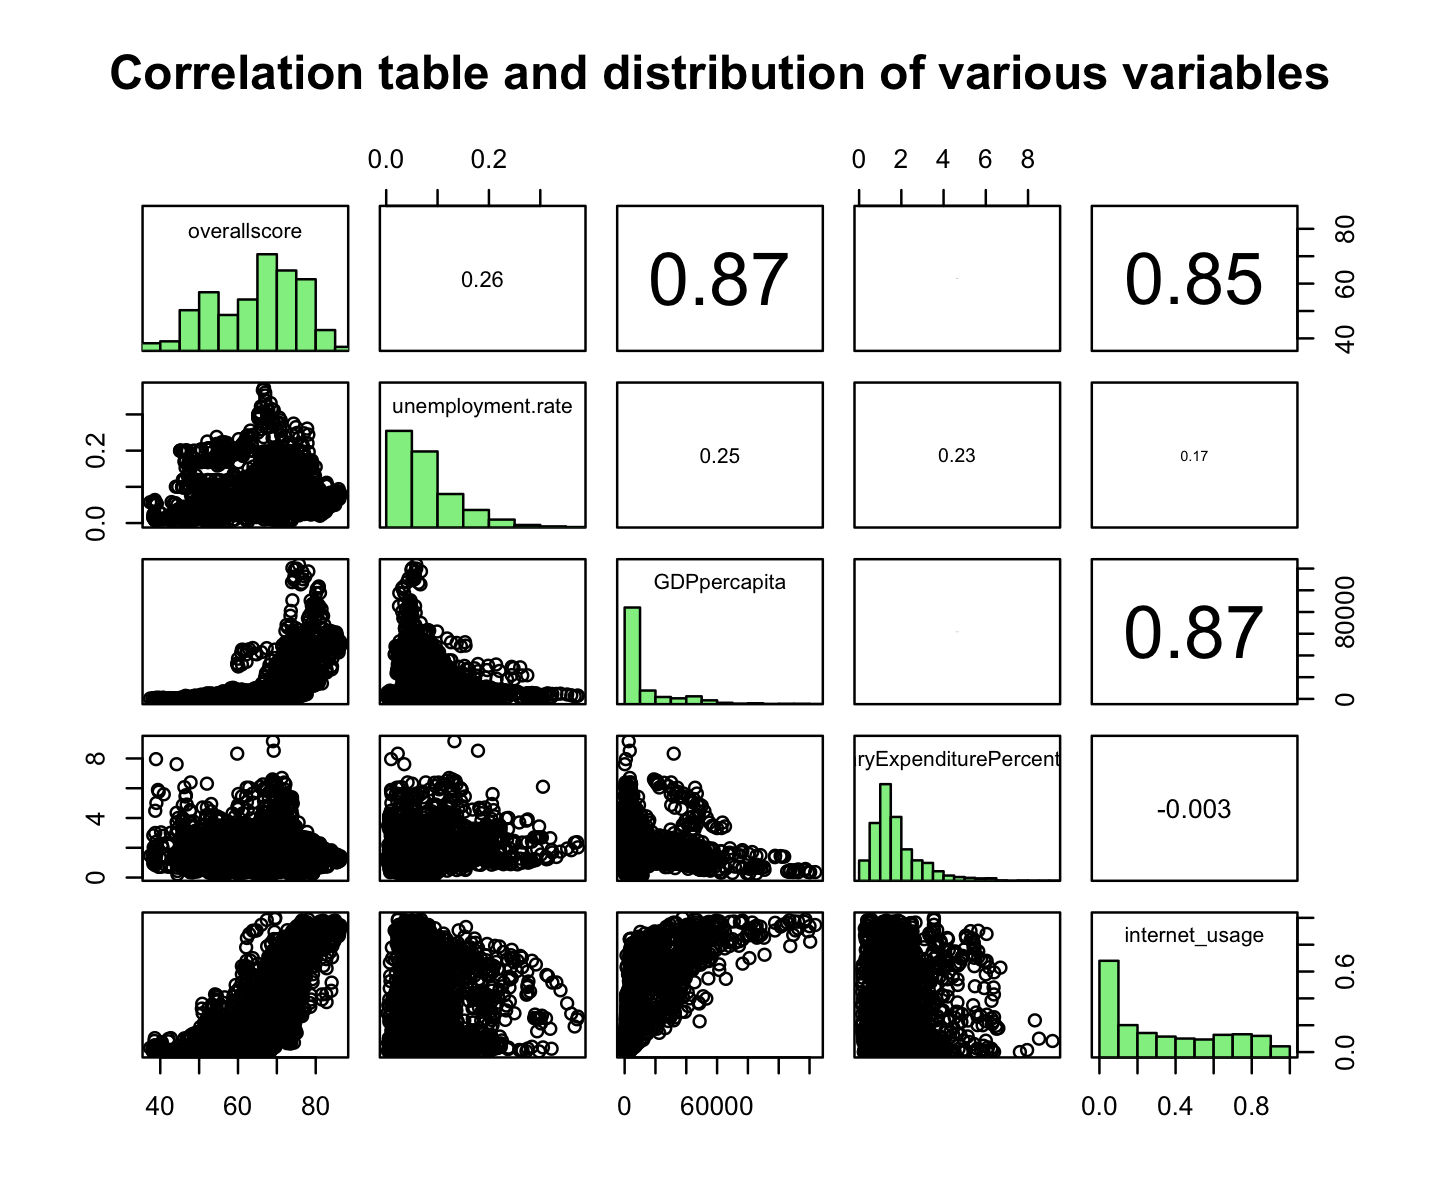 Correlation table and distribution of various variables
0.0 0.2 0 2 4 6 8
overallscore 0.26 0.87 0.85 40 60 80
0.0 0.2 unemployment.rate 0.25 0.23 0.17
GDPpercapita 0.87 0 800000
0 4 8 ryExpenditurePercent -0.003
internet_usage 0.0 0.6
40 60 80 0 60000 0.0 0.4 0.8